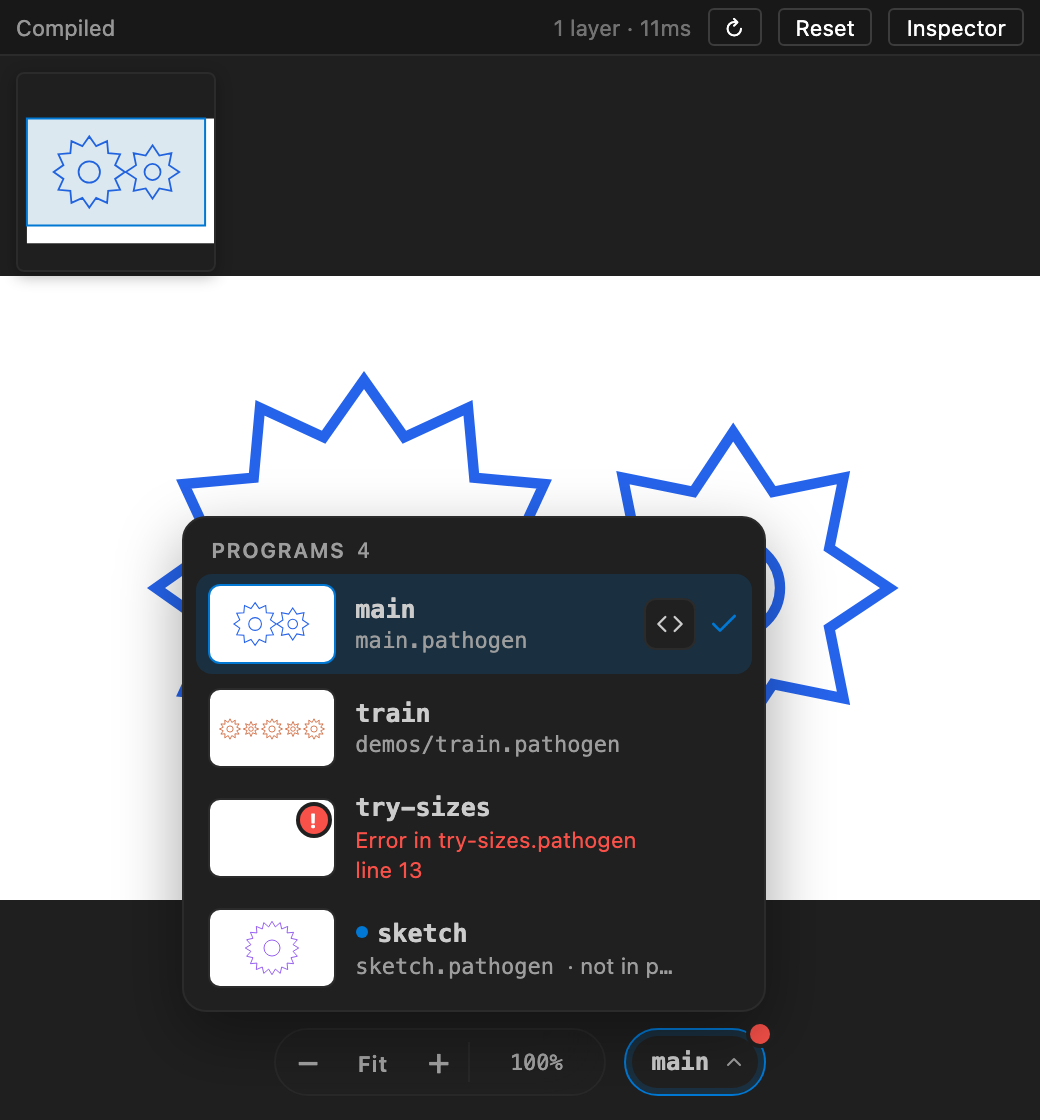 Compiled
1 layer · 11ms
Reset
Inspector
PROGRAMS 4
main
main.pathogen
train
demos/train.pathogen
!
try-sizes
Error in try-sizes.pathogen
line 13
sketch
sketch.pathogen · not in p…
− Fit + 100%
main